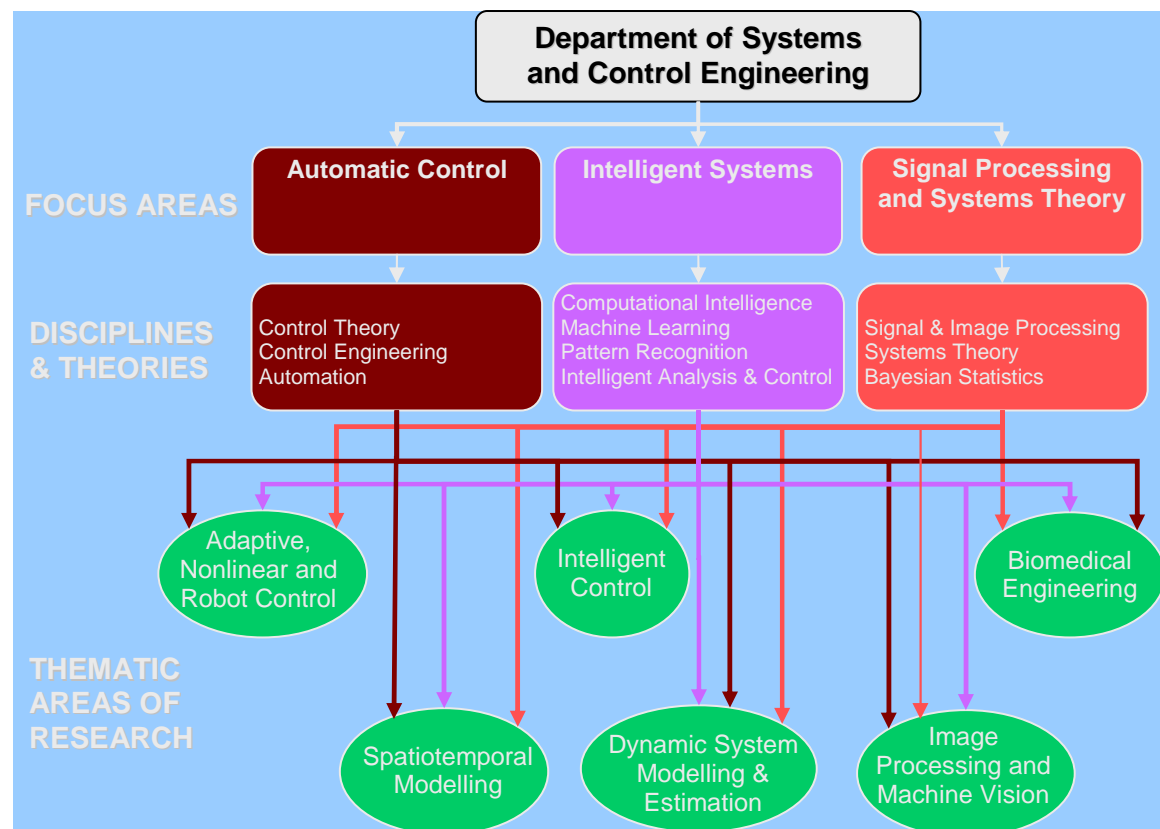 Department of Systems
and Control Engineering
FOCUS AREAS
Automatic Control
Intelligent Systems
Signal Processing
and Systems Theory
DISCIPLINES
& THEORIES
Control Theory
Control Engineering
Automation
Computational Intelligence
Machine Learning
Pattern Recognition
Intelligent Analysis & Control
Signal & Image Processing
Systems Theory
Bayesian Statistics
Adaptive,
Nonlinear and
Robot Control
Intelligent
Control
Biomedical
Engineering
THEMATIC
AREAS OF
RESEARCH
Spatiotemporal
Modelling
Dynamic System
Modelling &
Estimation
Image
Processing and
Machine Vision